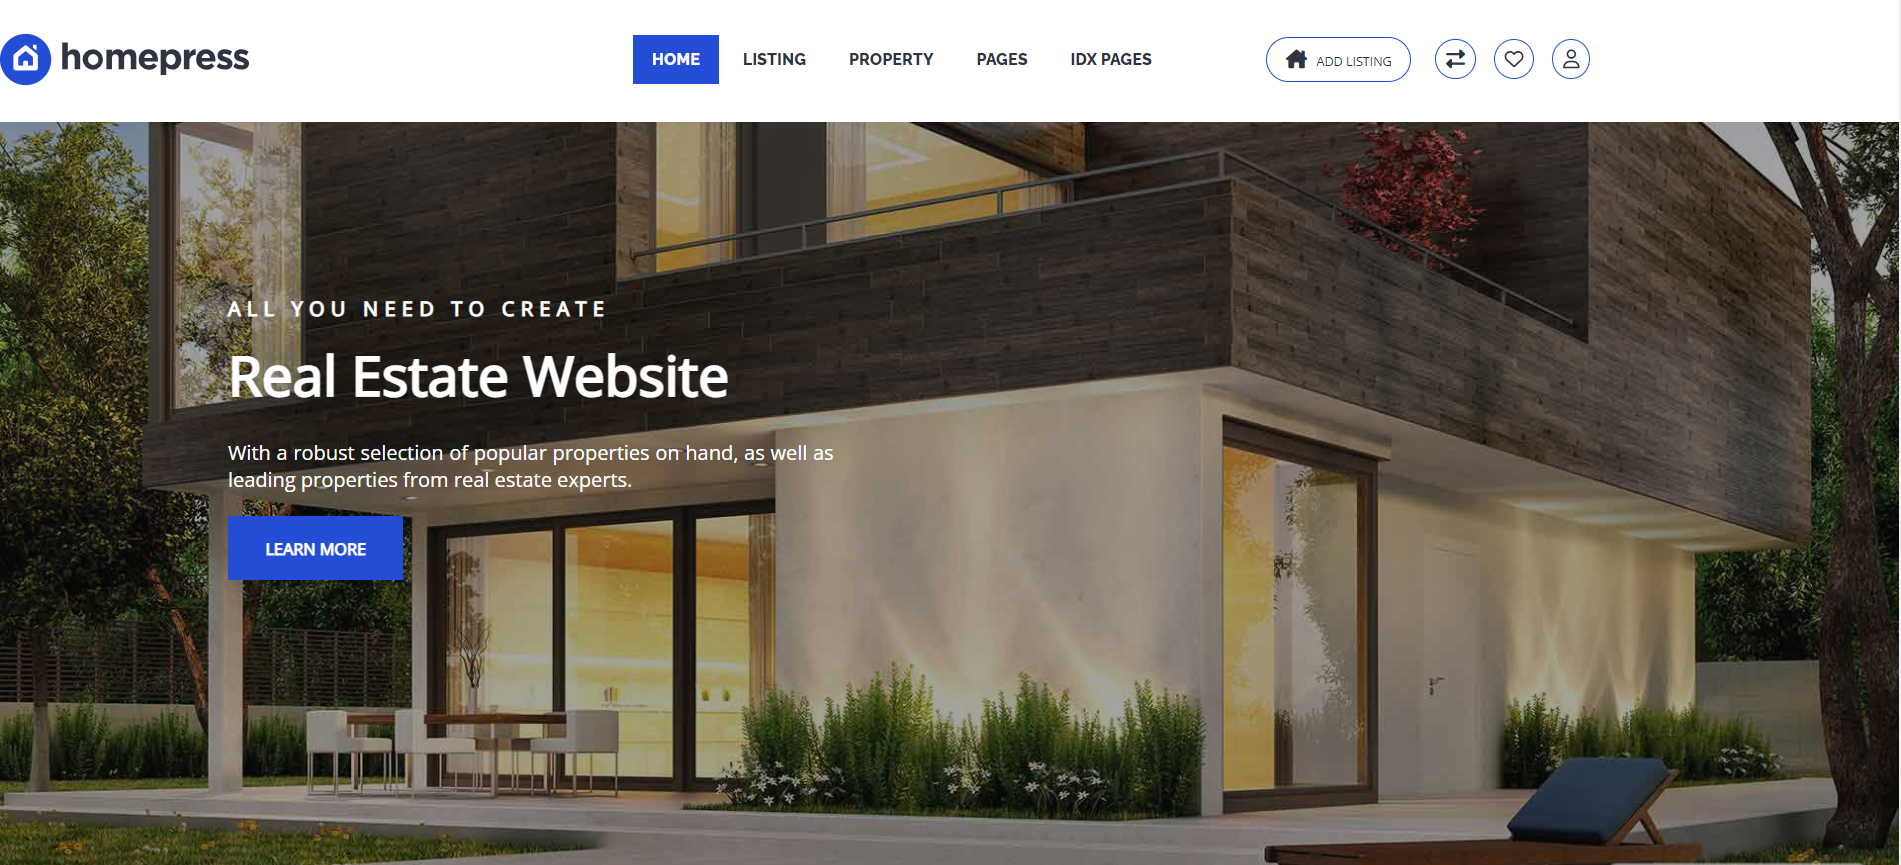 homepress
HOME
LISTING
PROPERTY
PAGES
IDX PAGES
ADD LISTING
ALL YOU NEED TO CREATE
Real Estate Website
With a robust selection of popular properties on hand, as well as
leading properties from real estate experts.
LEARN MORE